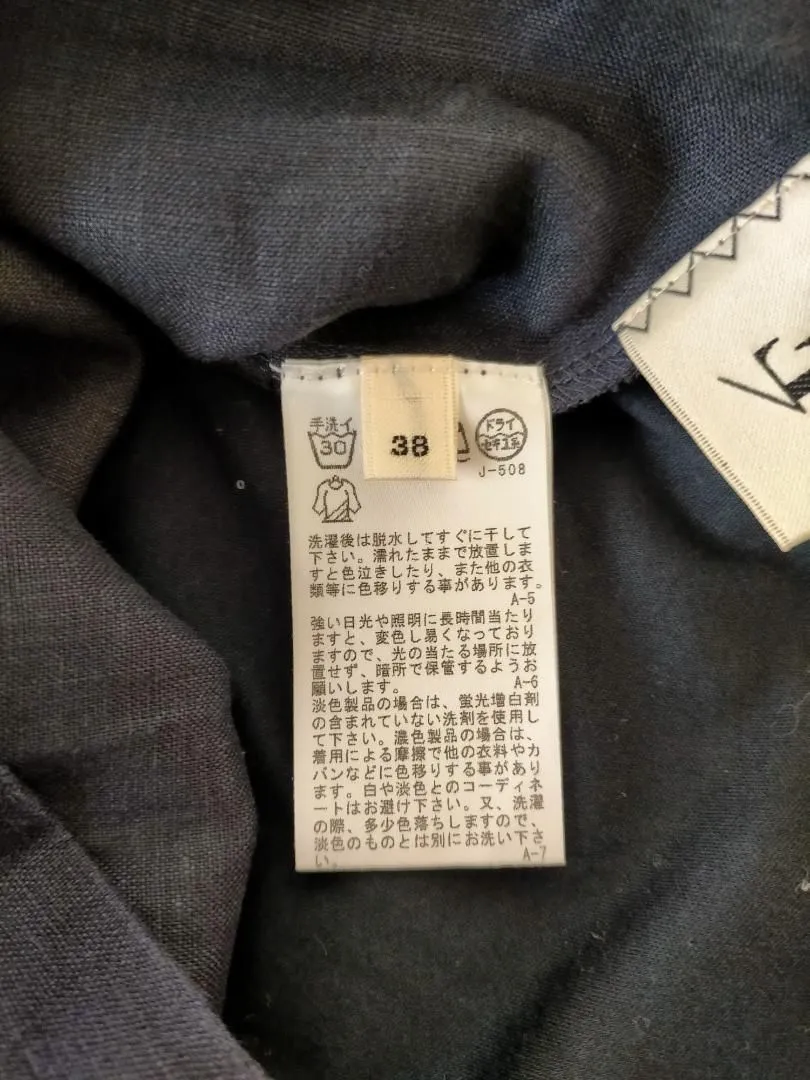 手洗イ
30
38
ドライ
セキユ系
J-508
洗濯後は脱水してすぐに干して
下さい。濡れたままで放置しま
すと色泣きしたり、また他の衣
類等に色移りする事があります。
A-5
強い日光や照明に長時間当たり
ますと、変色し易くなっており
ますので、光の当たる場所に放
置せず、暗所で保管するようお
願いします。
A-6
淡色製品の場合は、蛍光増白剤
の含まれていない洗剤を使用し
て下さい。濃色製品の場合は、
着用による摩擦で他の衣料やカ
バンなどに色移りする事があり
ます。白や淡色とのコーディネ
ートはお避け下さい。又、洗濯
の際、多少色落ちしますので、
淡色のものとは別にお洗い下さ
い。
A-7